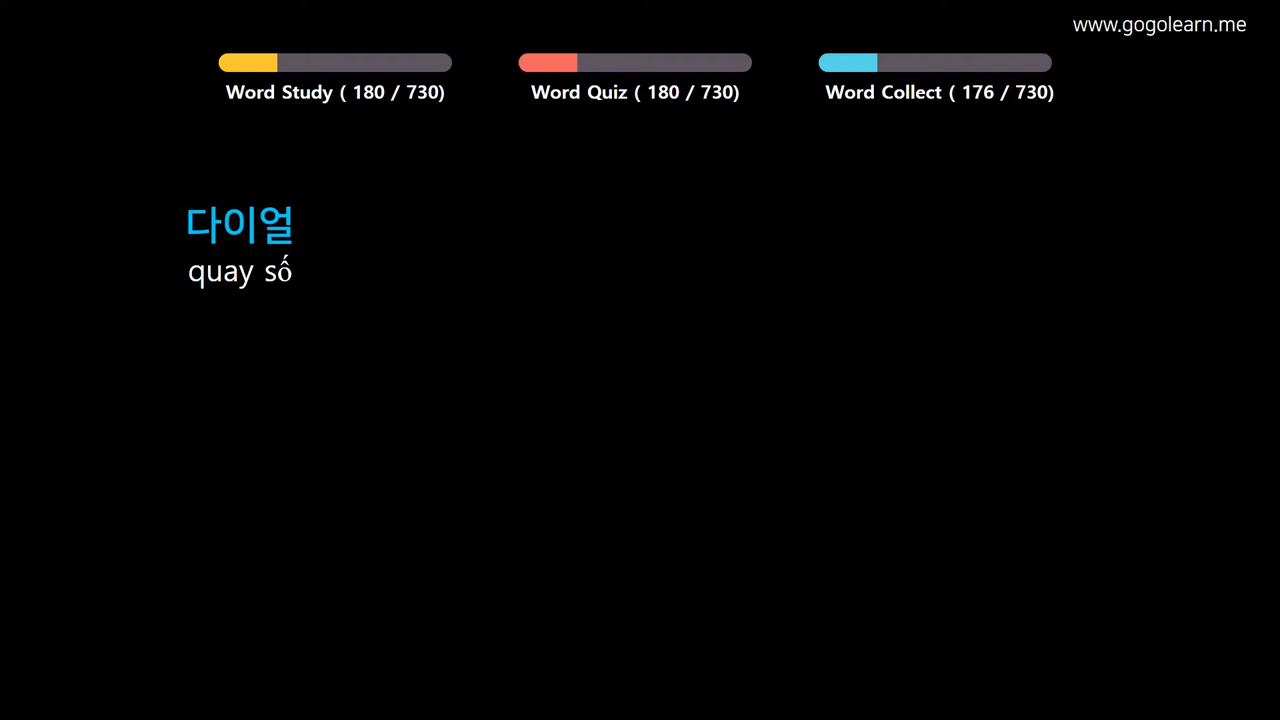 www.gogolearn.me
Word Study ( 180 / 730)
Word Quiz ( 180 / 730)
Word Collect ( 176 / 730)
다이얼
quay số